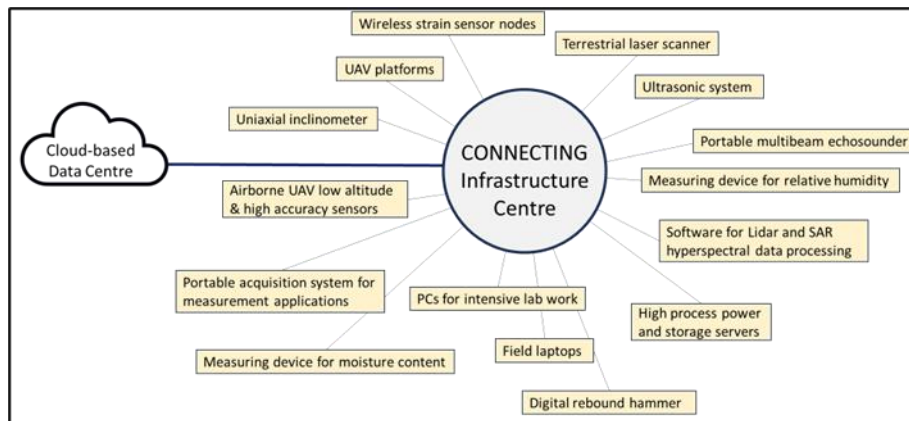 Wireless strain sensor nodes
Terrestrial laser scanner
UAV platforms
Ultrasonic system
Uniaxial inclinometer
Cloud-based
Data Centre
CONNECTING
Infrastructure
Centre
Portable multibeam echosounder
Airborne UAV low altitude
& high accuracy sensors
Measuring device for relative humidity
Software for Lidar and SAR
hyperspectral data processing
Portable acquisition system for
measurement applications
PCs for intensive lab work
High process power
and storage servers
Measuring device for moisture content
Field laptops
Digital rebound hammer